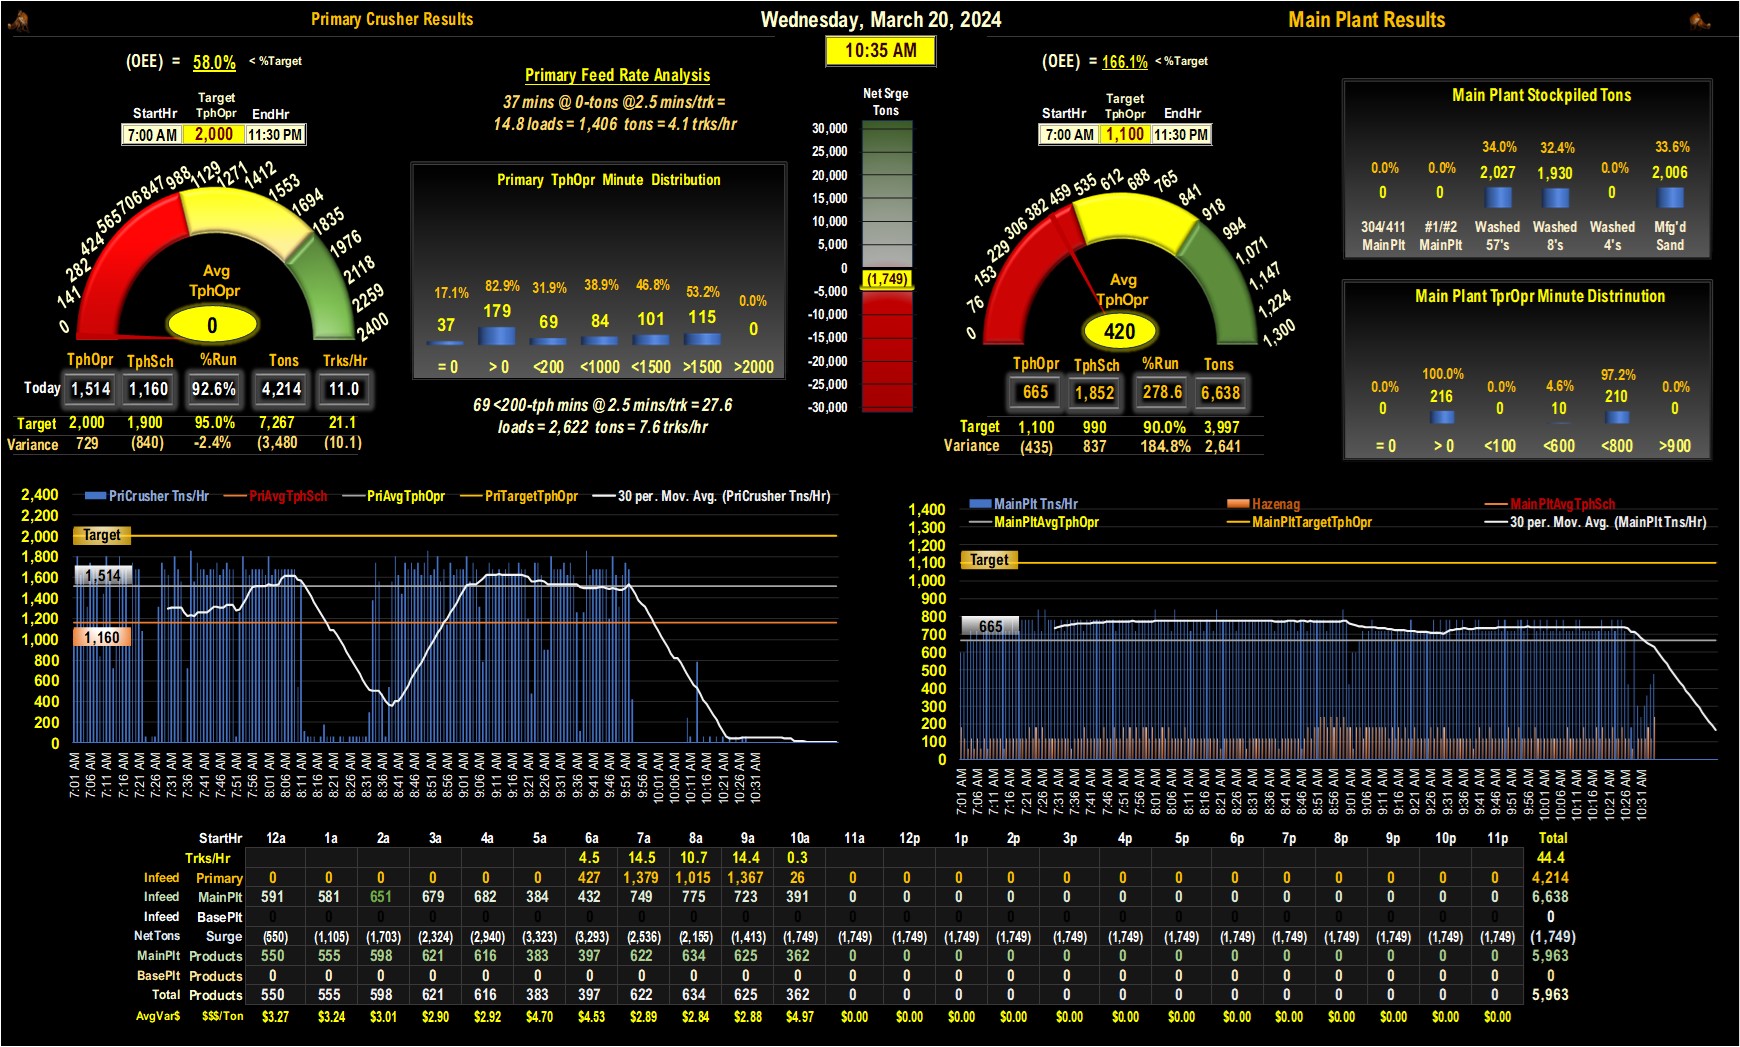 Primary Crusher Results
Wednesday, March 20, 2024
Main Plant Results
10:35 AM
(OEE) = 58.0% < %Target
StartHr Target TphOpr EndHr
7:00 AM 2,000 11:30 PM
0 141 282 424 565 706 847 988 1129 1271 1412 1553 1694 1835 1976 2118 2259 2400
Avg
TphOpr
0
TphOpr TphSch %Run Tons Trks/Hr
Today 1,514 1,160 92.6% 4,214 11.0
Target 2,000 1,900 95.0% 7,267 21.1
Variance 729 (840) -2.4% (3,480) (10.1)
Primary Feed Rate Analysis
37 mins @ 0-tons @2.5 mins/trk =
14.8 loads = 1,406 tons = 4.1 trks/hr
Primary TphOpr Minute Distribution
17.1% 82.9% 31.9% 38.9% 46.8% 53.2% 0.0%
37 179 69 84 101 115 0
= 0 > 0 <200 <1000 <1500 >1500 >2000
69 <200-tph mins @ 2.5 mins/trk = 27.6
loads = 2,622 tons = 7.6 trks/hr
Net Srge
Tons
30,000
25,000
20,000
15,000
10,000
5,000
0
(1,749)
-5,000
-10,000
-15,000
-20,000
-25,000
-30,000
(OEE) = 166.1% < %Target
StartHr Target TphOpr EndHr
7:00 AM 1,100 11:30 PM
0 76 153 229 306 382 459 535 612 688 765 841 918 994 1,071 1,147 1,224 1,300
Avg
TphOpr
420
TphOpr TphSch %Run Tons
665 1,852 278.6 6,638
Target 1,100 990 90.0% 3,997
Variance (435) 837 184.8% 2,641
Main Plant Stockpiled Tons
0.0% 0.0% 34.0% 32.4% 0.0% 33.6%
0 0 2,027 1,930 0 2,006
304/411 #1/#2 Washed Washed Washed Mfg'd
MainPlt MainPlt 57's 8's 4's Sand
Main Plant TprOpr Minute Distrinution
0.0% 100.0% 0.0% 4.6% 97.2% 0.0%
0 216 0 10 210 0
= 0 > 0 <100 <600 <800 >900
PriCrusher Tns/Hr PriAvgTphSch PriAvgTphOpr PriTargetTphOpr 30 per. Mov. Avg. (PriCrusher Tns/Hr)
2,400
2,200
2,000
1,800
1,600
1,400
1,200
1,000
800
600
400
200
0
Target
1,514
1,160
7:01 AM 7:06 AM 7:11 AM 7:16 AM 7:21 AM 7:26 AM 7:31 AM 7:36 AM 7:41 AM 7:46 AM 7:51 AM 7:56 AM 8:01 AM 8:06 AM 8:11 AM 8:16 AM 8:21 AM 8:26 AM 8:31 AM 8:36 AM 8:41 AM 8:46 AM 8:51 AM 8:56 AM 9:01 AM 9:06 AM 9:11 AM 9:16 AM 9:21 AM 9:26 AM 9:31 AM 9:36 AM 9:41 AM 9:46 AM 9:51 AM 9:56 AM 10:01 AM 10:06 AM 10:11 AM 10:16 AM 10:21 AM 10:26 AM 10:31 AM
MainPlt Tns/Hr Hazenag MainPltAvgTphSch
MainPltAvgTphOpr MainPltTargetTphOpr 30 per. Mov. Avg. (MainPlt Tns/Hr)
1,400
1,300
1,200
1,100
1,000
900
800
700
600
500
400
300
200
100
0
Target
665
7:01 AM 7:06 AM 7:11 AM 7:16 AM 7:21 AM 7:26 AM 7:31 AM 7:36 AM 7:41 AM 7:46 AM 7:51 AM 7:56 AM 8:01 AM 8:06 AM 8:11 AM 8:16 AM 8:21 AM 8:26 AM 8:31 AM 8:36 AM 8:41 AM 8:46 AM 8:51 AM 8:56 AM 9:01 AM 9:06 AM 9:11 AM 9:16 AM 9:21 AM 9:26 AM 9:31 AM 9:36 AM 9:41 AM 9:46 AM 9:51 AM 9:56 AM 10:01 AM 10:06 AM 10:11 AM 10:16 AM 10:21 AM 10:26 AM 10:31 AM
StartHr 12a 1a 2a 3a 4a 5a 6a 7a 8a 9a 10a 11a 12p 1p 2p 3p 4p 5p 6p 7p 8p 9p 10p 11p Total
Trks/Hr 4.5 14.5 10.7 14.4 0.3 44.4
Infeed Primary 0 0 0 0 0 0 427 1,379 1,015 1,367 26 0 0 0 0 0 0 0 0 0 0 0 0 0 4,214
Infeed MainPlt 591 581 651 679 682 384 432 749 775 723 391 0 0 0 0 0 0 0 0 0 0 0 0 0 6,638
Infeed BasePlt 0 0 0 0 0 0 0 0 0 0 0 0 0 0 0 0 0 0 0 0 0 0 0 0 0
NetTons Surge (550) (1,105) (1,703) (2,324) (2,940) (3,323) (3,293) (2,536) (2,155) (1,413) (1,749) (1,749) (1,749) (1,749) (1,749) (1,749) (1,749) (1,749) (1,749) (1,749) (1,749) (1,749) (1,749) (1,749) (1,749)
MainPlt Products 550 555 598 621 616 383 397 622 634 625 362 0 0 0 0 0 0 0 0 0 0 0 0 0 5,963
BasePlt Products 0 0 0 0 0 0 0 0 0 0 0 0 0 0 0 0 0 0 0 0 0 0 0 0 0
Total Products 550 555 598 621 616 383 397 622 634 625 362 0 0 0 0 0 0 0 0 0 0 0 0 0 5,963
AvgVar$ $$$/Ton $3.27 $3.24 $3.01 $2.90 $2.92 $4.70 $4.53 $2.89 $2.84 $2.88 $4.97 $0.00 $0.00 $0.00 $0.00 $0.00 $0.00 $0.00 $0.00 $0.00 $0.00 $0.00 $0.00 $0.00